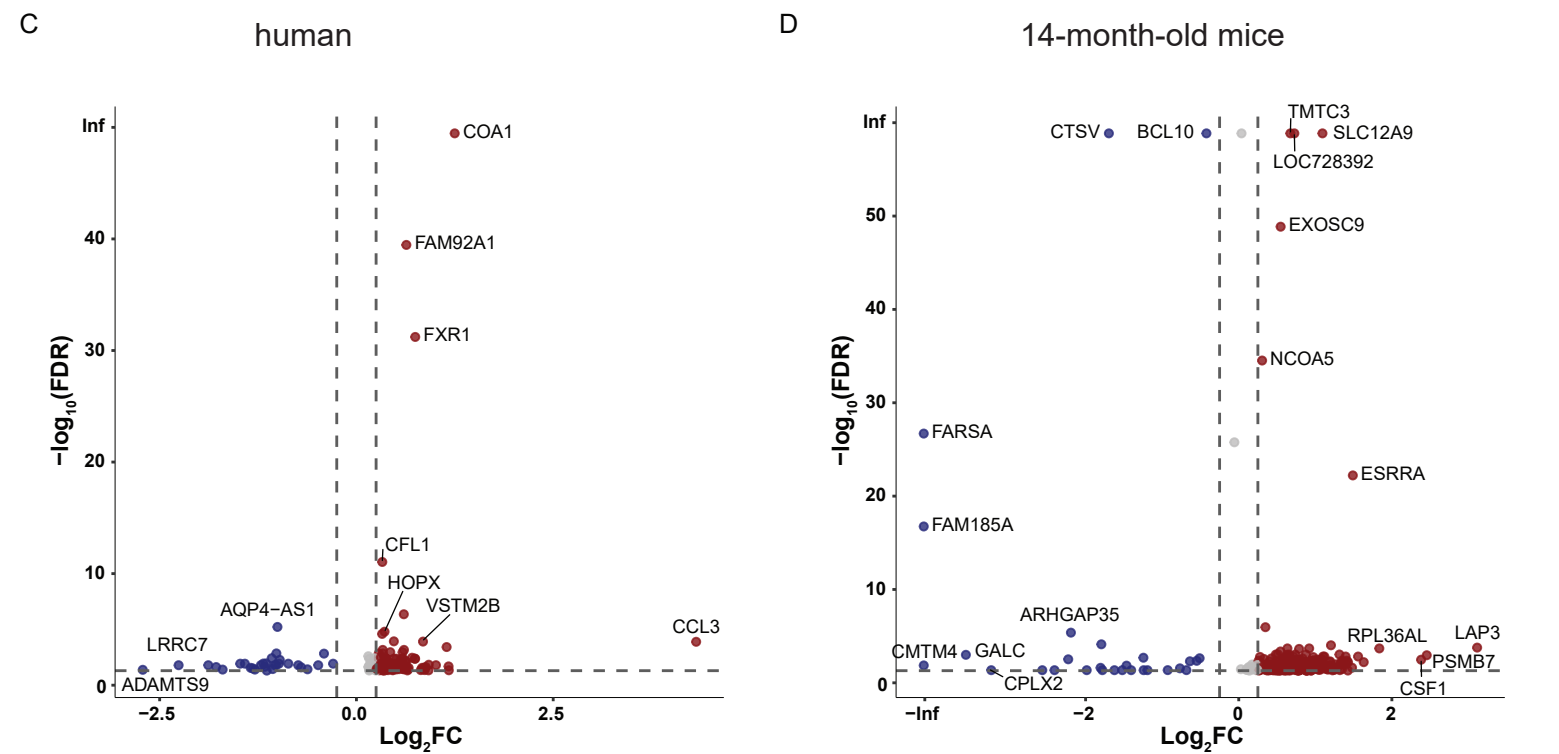 C
human
D
14-month-old mice
Inf
40
30
20
10
0
−log10(FDR)
COA1
FAM92A1
FXR1
CFL1
HOPX
VSTM2B
AQP4−AS1
CCL3
LRRC7
ADAMTS9
−2.5
0.0
2.5
Log2FC
Inf
50
40
30
20
10
0
−log10(FDR)
TMTC3
CTSV
BCL10
SLC12A9
LOC728392
EXOSC9
NCOA5
FARSA
ESRRA
FAM185A
ARHGAP35
RPL36AL
LAP3
CMTM4
GALC
PSMB7
CPLX2
CSF1
−Inf
−2
0
2
Log2FC